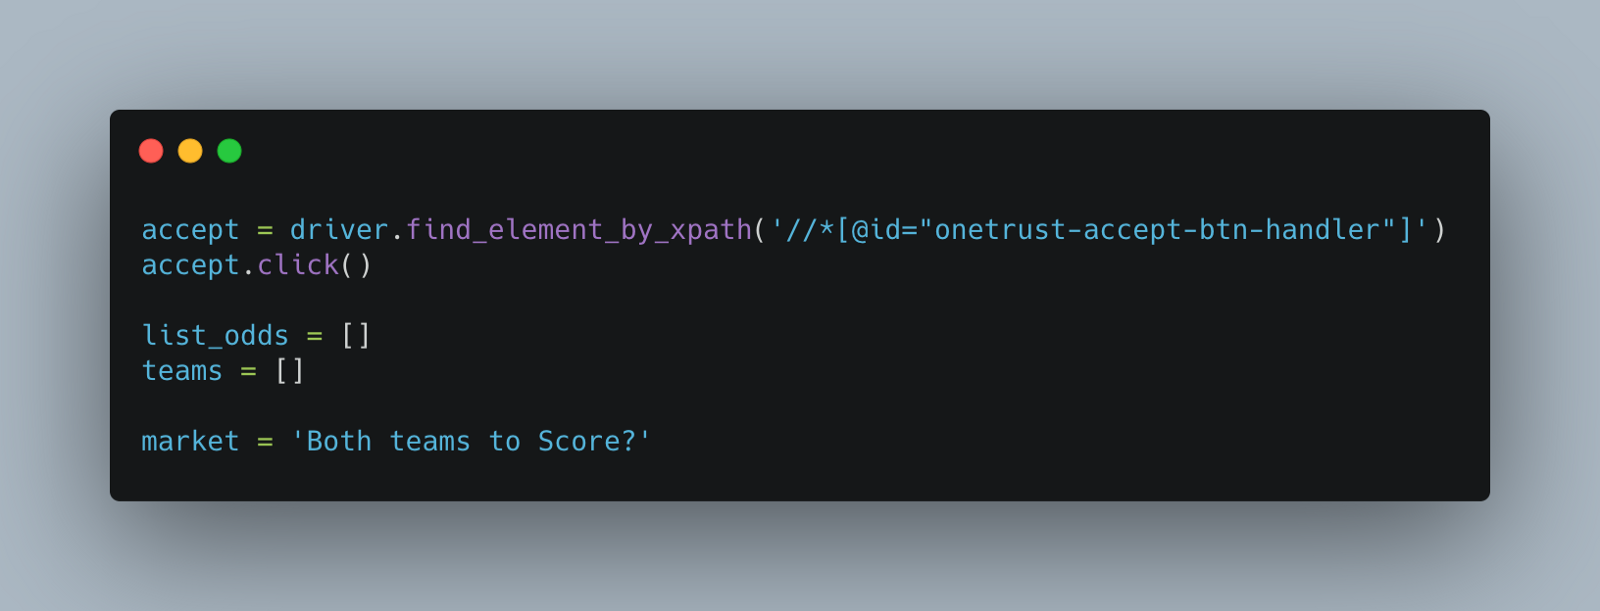 accept = driver.find_element_by_xpath('//*[@id="onetrust-accept-btn-handler"]')
accept.click()
list_odds = []
teams = []
market = 'Both teams to Score?'